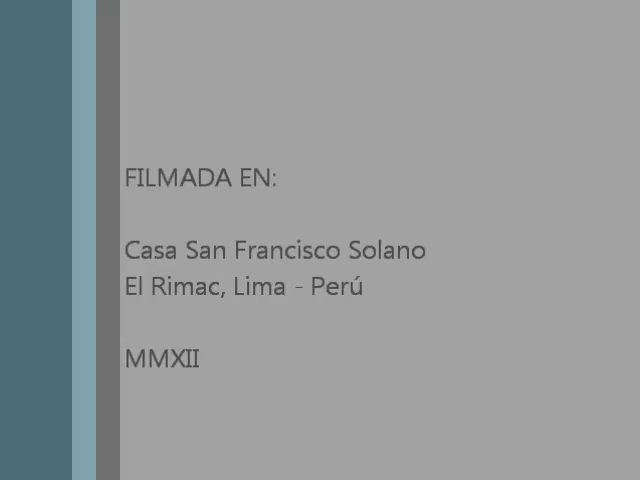 FILMADA EN:
Casa San Francisco Solano
El Rimac, Lima - Perú
MMXII